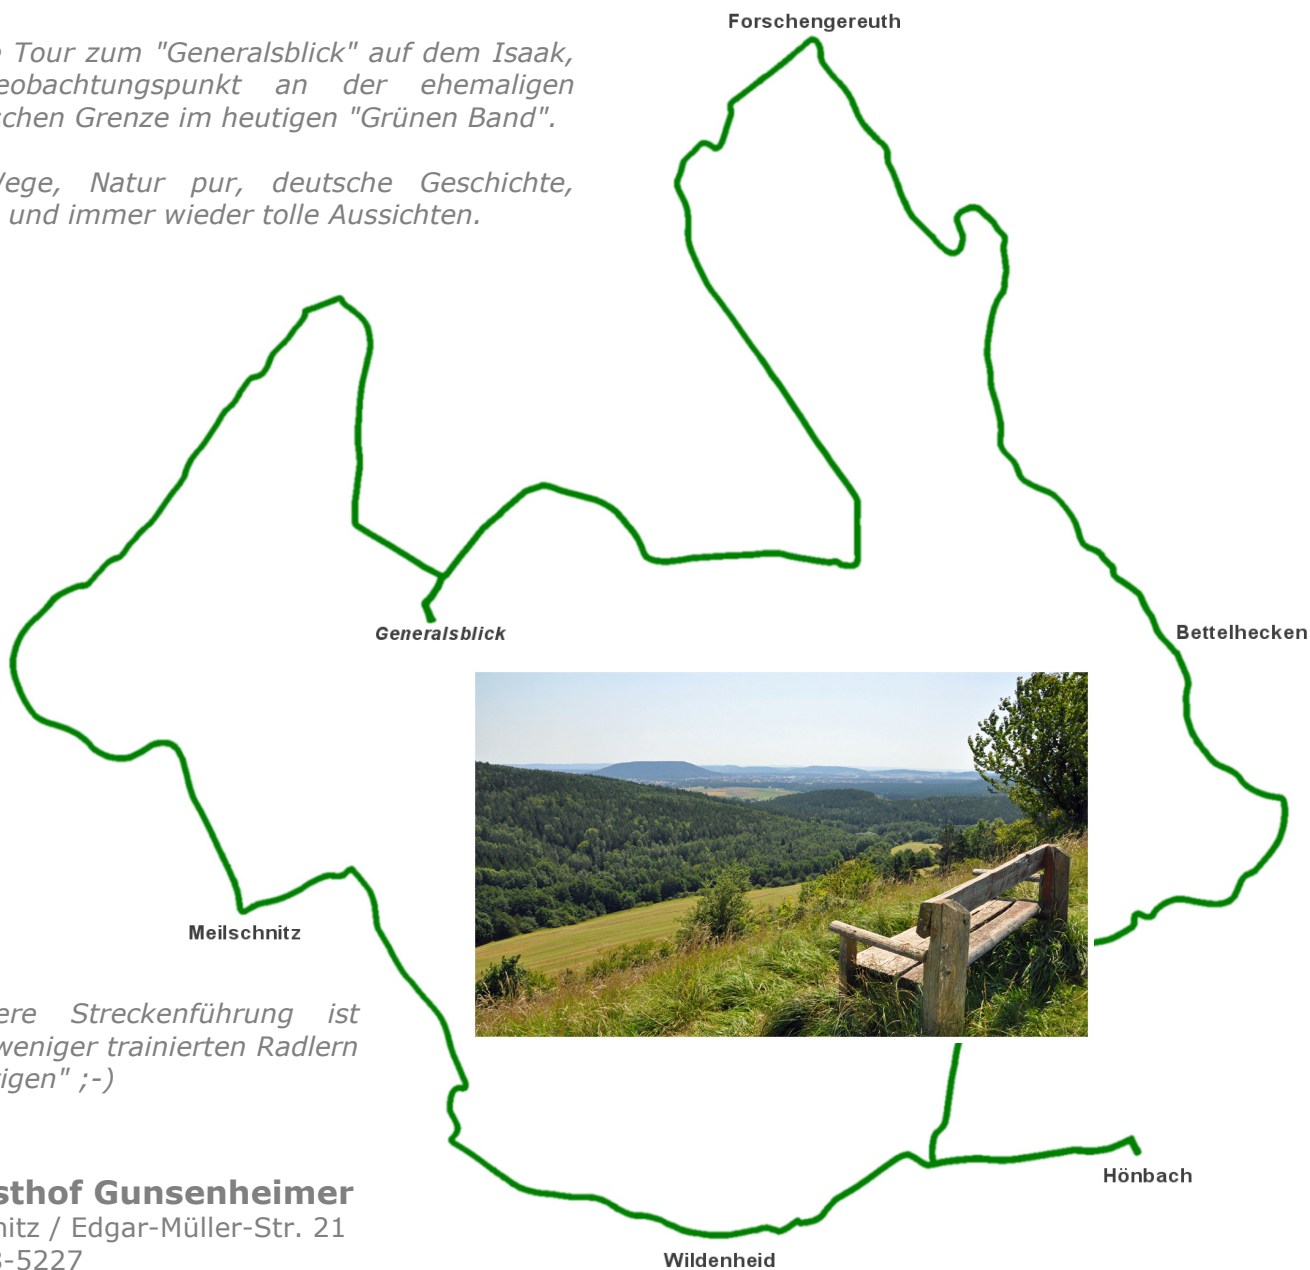 Forschengereuth
Tour zum "Generalsblick" auf dem Isaak,
eobachtungspunkt an der ehemaligen
schen Grenze im heutigen "Grünen Band".
Wege, Natur pur, deutsche Geschichte,
und immer wieder tolle Aussichten.
Generalsblick
Bettelhecken
Meilschnitz
ere Streckenführung ist
weniger trainierten Radlern
igen" ;-)
Hönbach
sthof Gunsenheimer
nitz / Edgar-Müller-Str. 21
-5227
Wildenheid